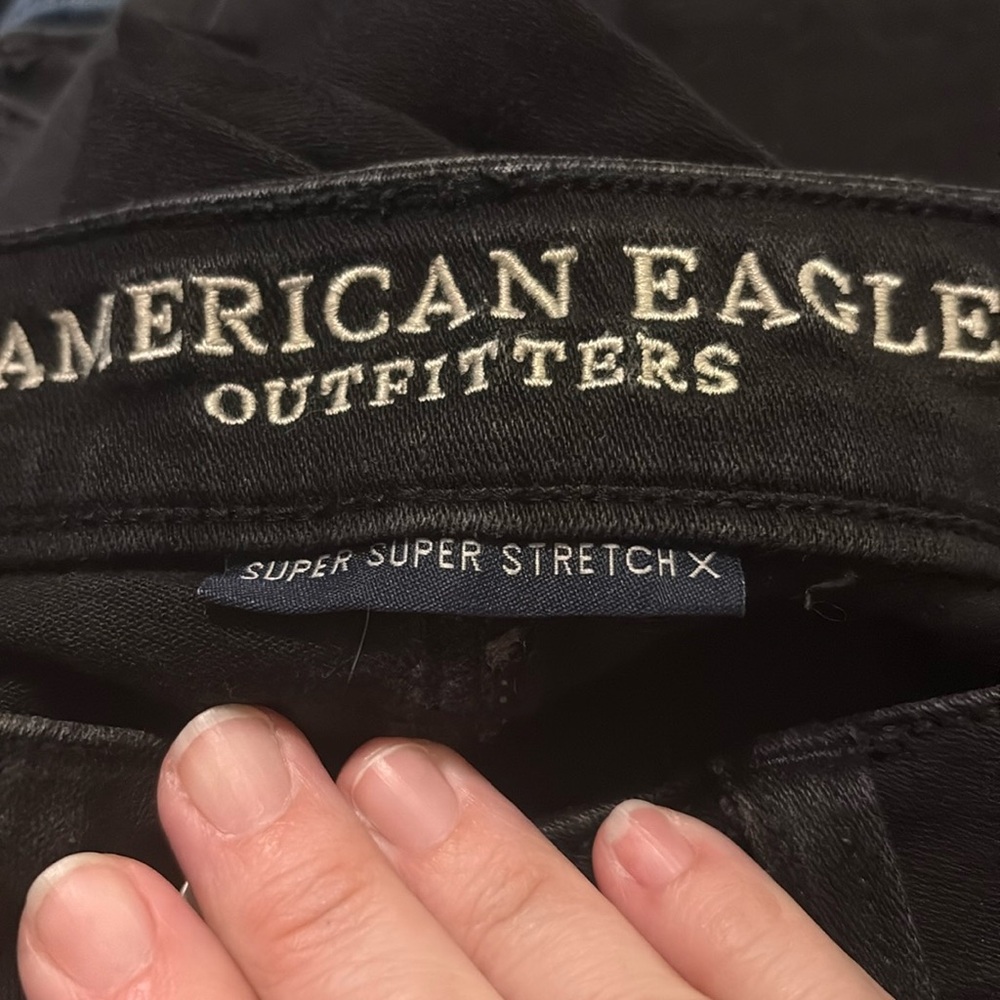 AMERICAN EAGLE
OUTFITTERS
SUPER SUPER STRETCH X